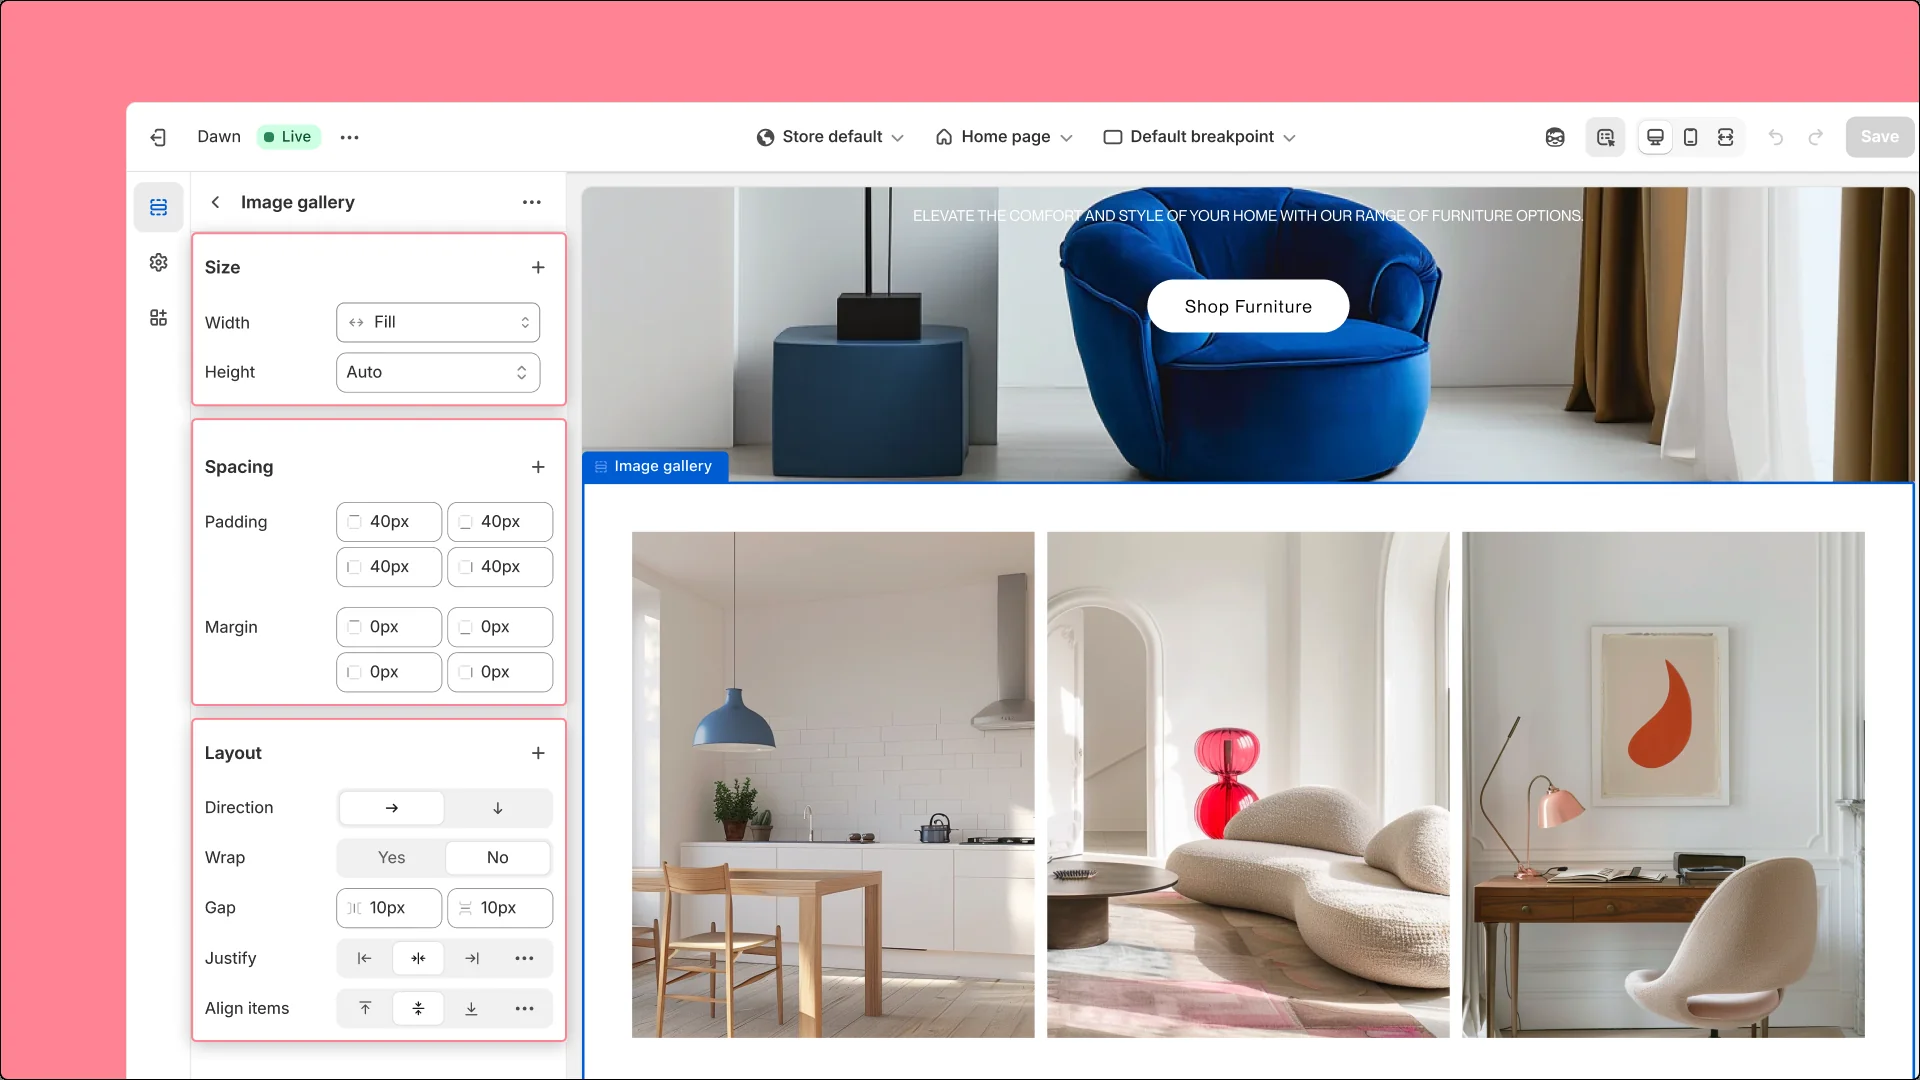 Dawn
Live
Store default
Home page
Default breakpoint
Save
Image gallery
Size
Width
Fill
Height
Auto
Spacing
Padding
40px
40px
40px
40px
Margin
0px
0px
0px
0px
Layout
Direction
Wrap
Yes
No
Gap
10px
10px
Justify
Align items
ELEVATE THE COMFORT AND STYLE OF YOUR HOME WITH OUR RANGE OF FURNITURE OPTIONS.
Shop Furniture
Image gallery